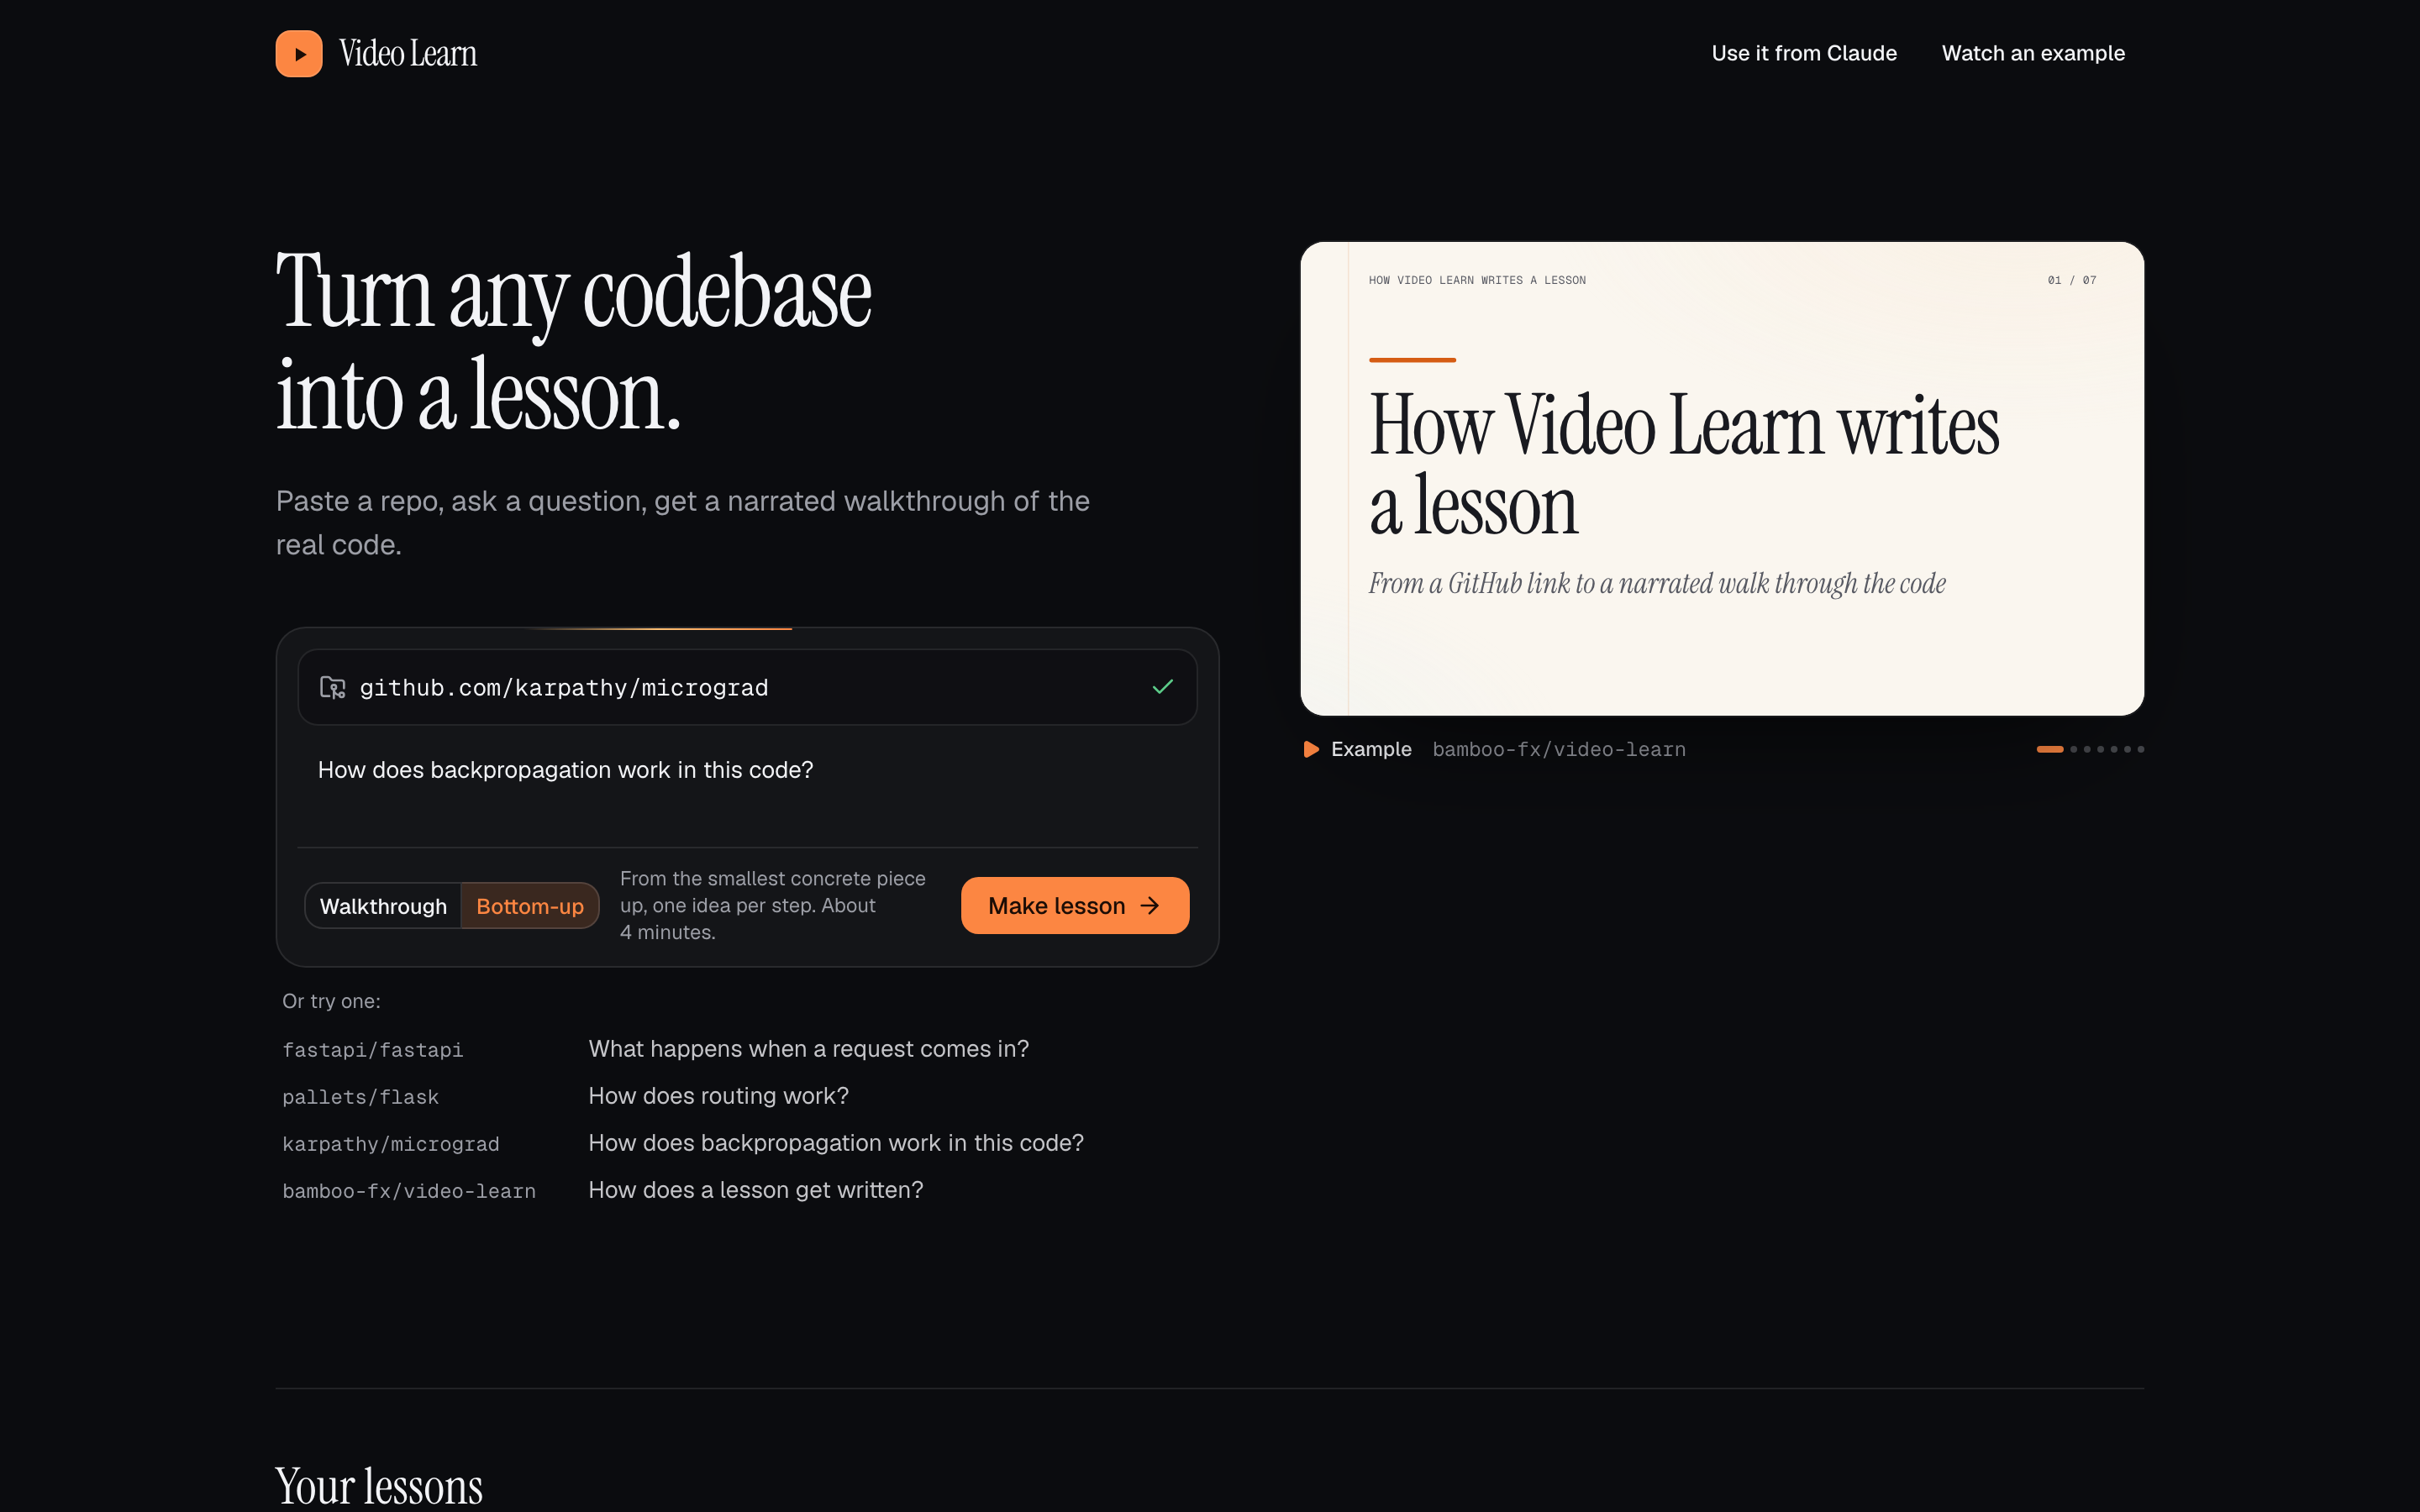 Video Learn
Use it from Claude
Watch an example
Turn any codebase
into a lesson.
Paste a repo, ask a question, get a narrated walkthrough of the
real code.
github.com/karpathy/micrograd
How does backpropagation work in this code?
Walkthrough
Bottom-up
From the smallest concrete piece
up, one idea per step. About
4 minutes.
Make lesson
Or try one:
fastapi/fastapi What happens when a request comes in?
pallets/flask How does routing work?
karpathy/micrograd How does backpropagation work in this code?
bamboo-fx/video-learn How does a lesson get written?
HOW VIDEO LEARN WRITES A LESSON
01 / 07
How Video Learn writes
a lesson
From a GitHub link to a narrated walk through the code
Example bamboo-fx/video-learn
Your lessons